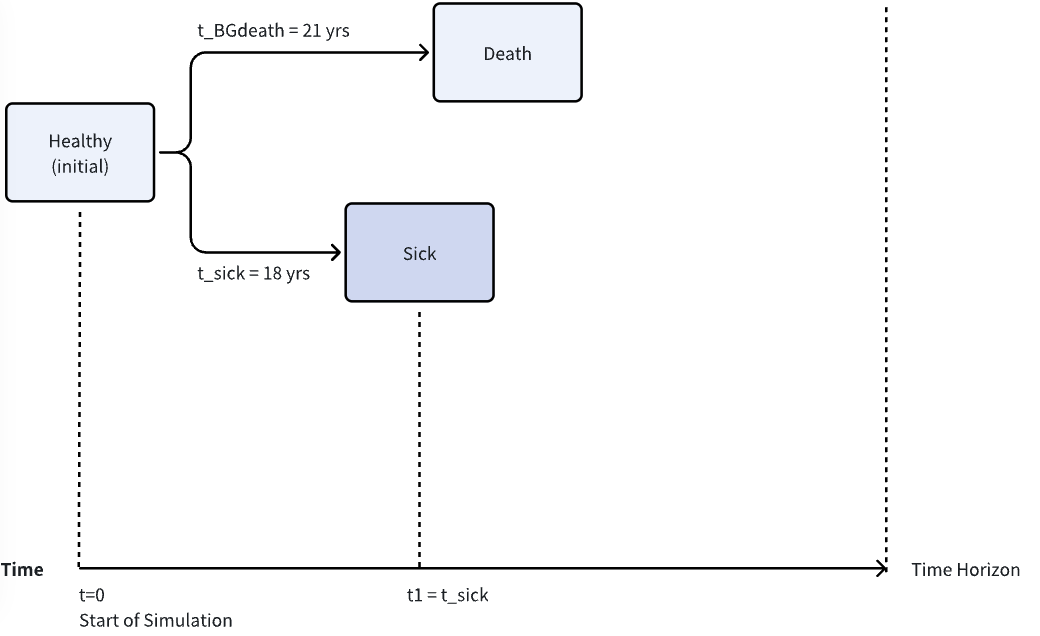 t_BGdeath = 21 yrs
Death
Healthy
(initial)
Sick
t_sick = 18 yrs
Time
Time Horizon
t=0
t1 = t_sick
Start of Simulation